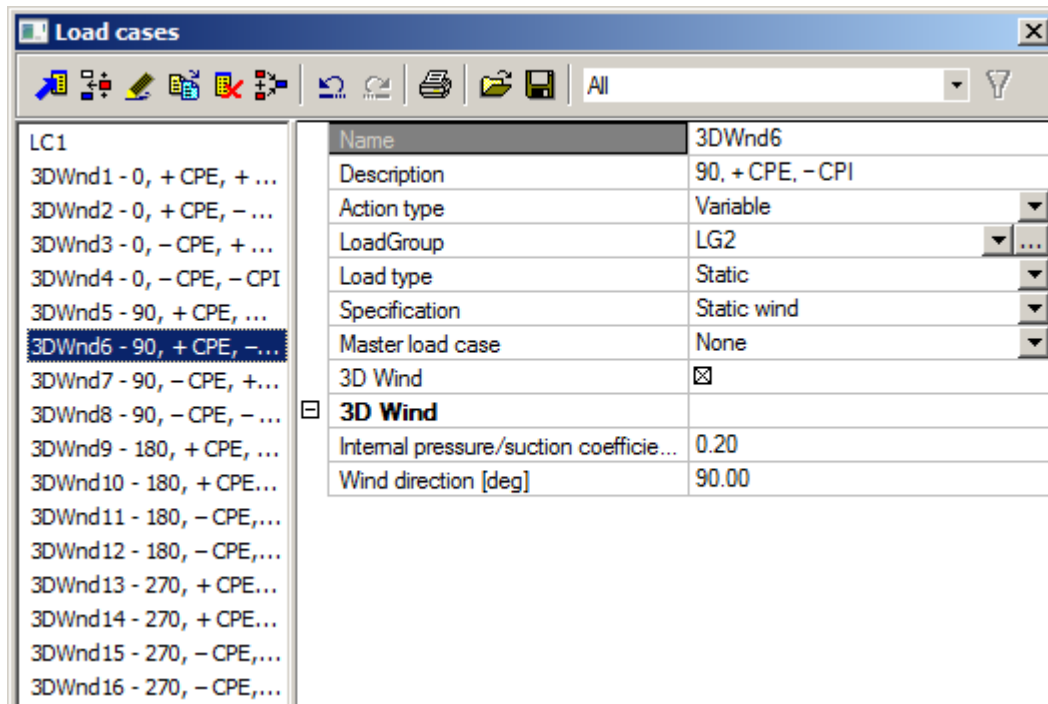 Load cases
All
LC1
3DWnd1 - 0, + CPE, + ...
3DWnd2 - 0, + CPE, – ...
3DWnd3 - 0, – CPE, + ...
3DWnd4 - 0, – CPE, – CPI
3DWnd5 - 90, + CPE, ...
3DWnd6 - 90, + CPE, –...
3DWnd7 - 90, – CPE, +...
3DWnd8 - 90, – CPE, – ...
3DWnd9 - 180, + CPE, ...
3DWnd10 - 180, + CPE...
3DWnd11 - 180, – CPE,...
3DWnd12 - 180, – CPE,...
3DWnd13 - 270, + CPE...
3DWnd14 - 270, + CPE...
3DWnd15 - 270, – CPE,...
3DWnd16 - 270, – CPE,...
Name 3DWnd6
Description 90, + CPE, – CPI
Action type Variable
LoadGroup LG2 ...
Load type Static
Specification Static wind
Master load case None
3D Wind
3D Wind
Internal pressure/suction coefficie... 0.20
Wind direction [deg] 90.00